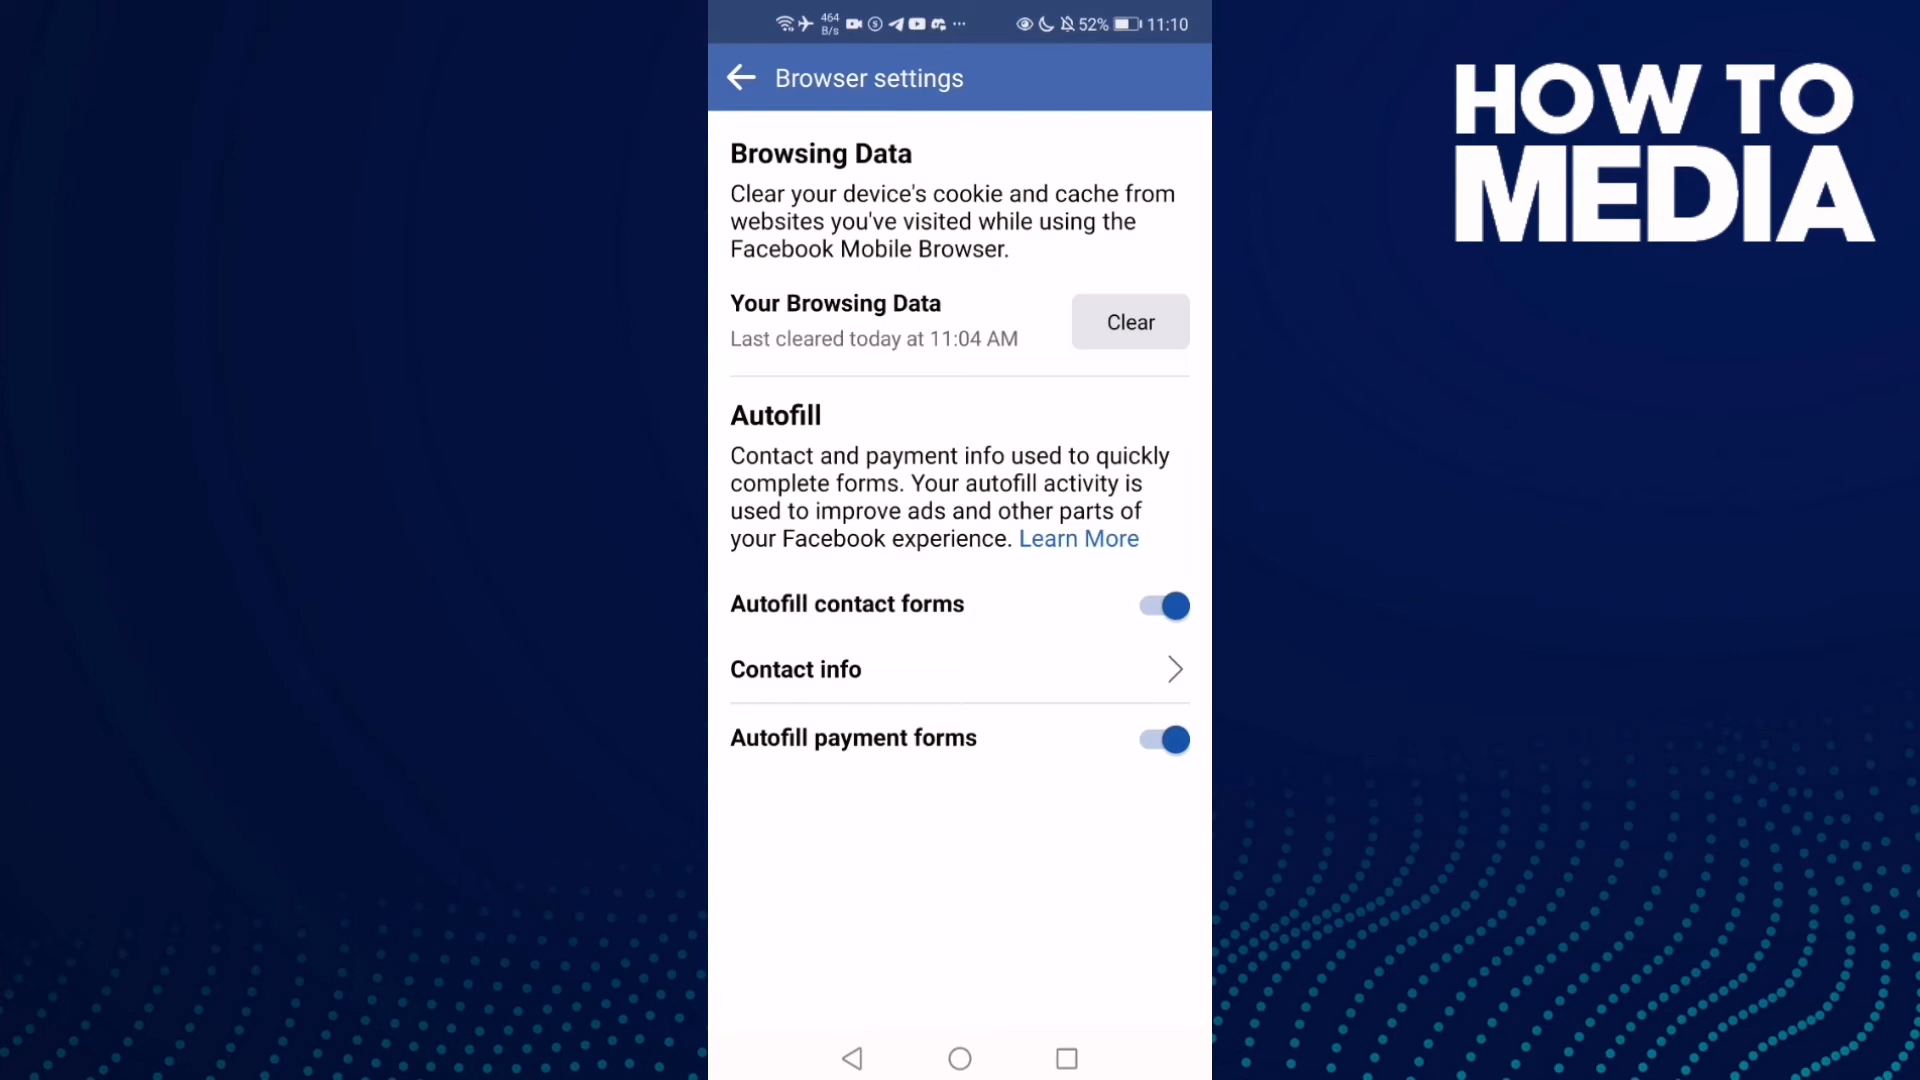 464
B/s
52% 11:10
Browser settings
HOW TO
MEDIA
Browsing Data
Clear your device's cookie and cache from
websites you've visited while using the
Facebook Mobile Browser.
Your Browsing Data
Last cleared today at 11:04 AM
Clear
Autofill
Contact and payment info used to quickly
complete forms. Your autofill activity is
used to improve ads and other parts of
your Facebook experience. Learn More
Autofill contact forms
Contact info
Autofill payment forms